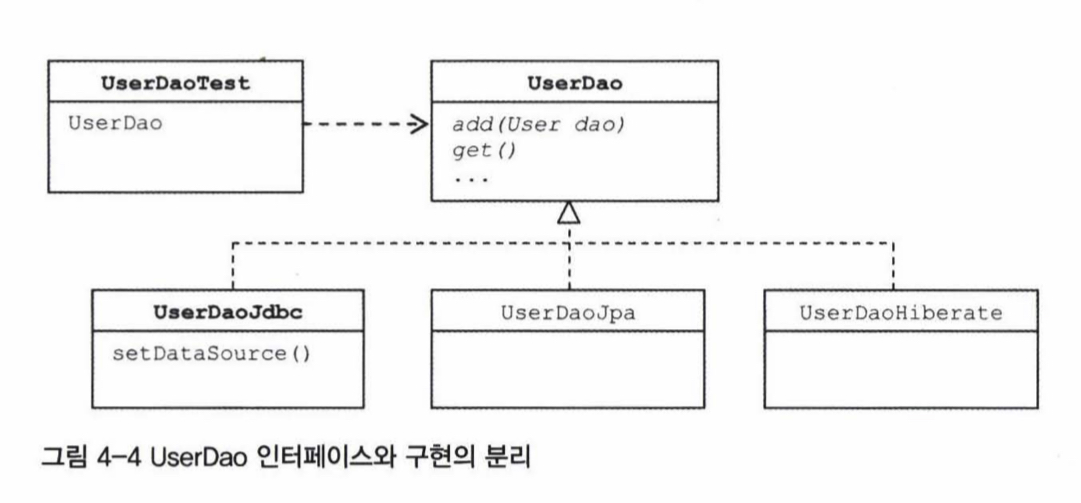 UserDaoTest
UserDao
UserDao
add(User dao)
get()
...
UserDaoJdbc
setDataSource()
UserDaoJpa
UserDaoHiberate
그림 4-4 UserDao 인터페이스와 구현의 분리